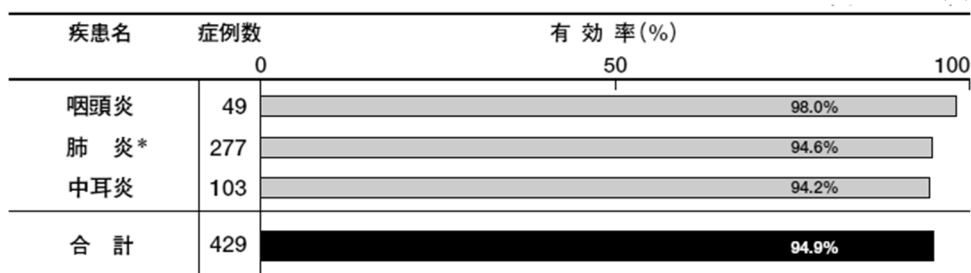 疾患名 症例数 有効率(%)
0 50 100
咽頭炎 49 98.0%
肺炎* 277 94.6%
中耳炎 103 94.2%
合計 429 94.9%